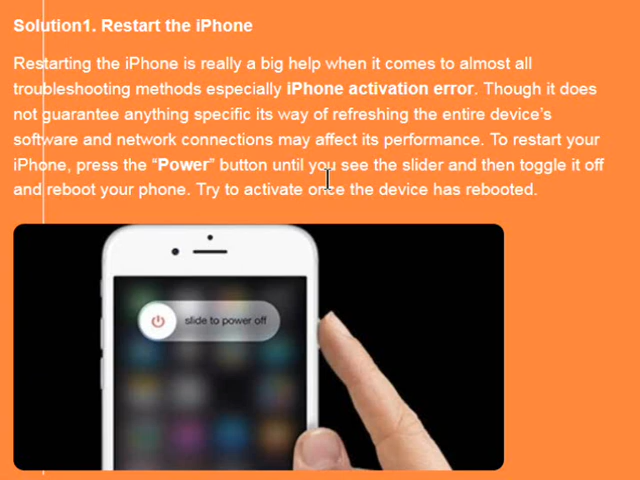 Solution1. Restart the iPhone
Restarting the iPhone is really a big help when it comes to almost all
troubleshooting methods especially iPhone activation error. Though it does
not guarantee anything specific its way of refreshing the entire device's
software and network connections may affect its performance. To restart your
iPhone, press the “Power” button until you see the slider and then toggle it off
and reboot your phone. Try to activate once the device has rebooted.
slide to power off